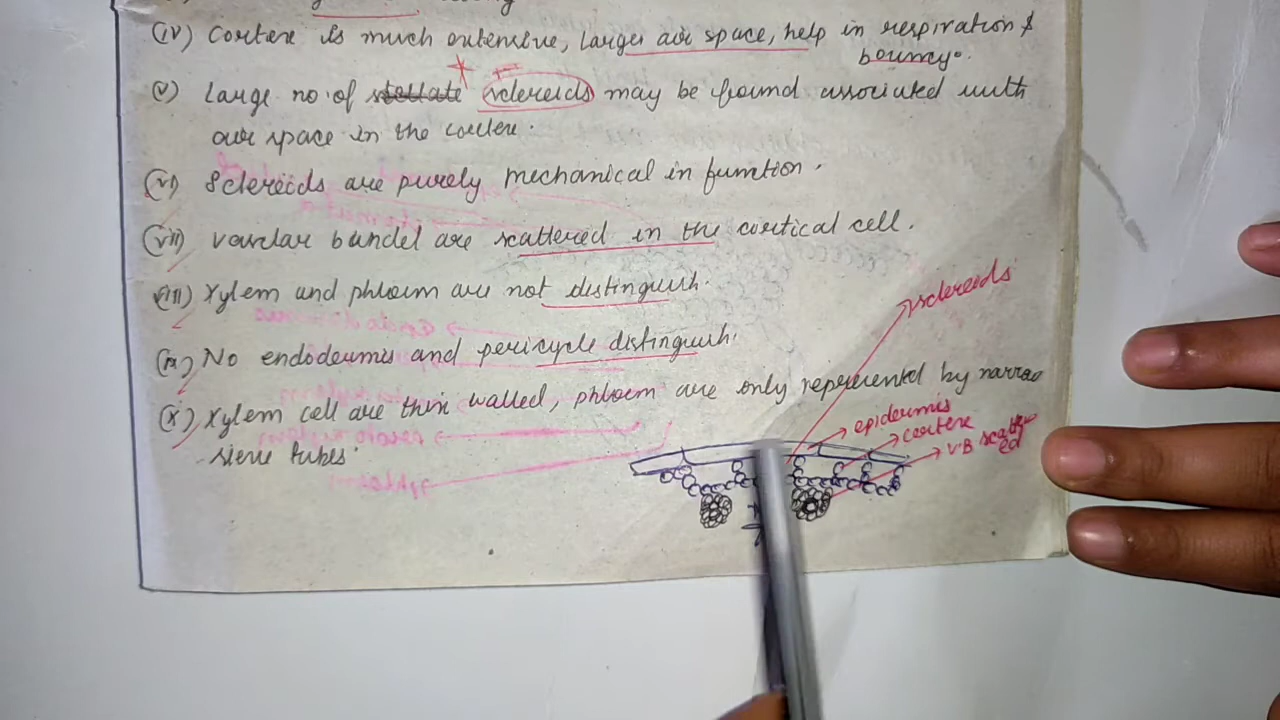 (iv) Cortex is much extensive, larger air space, help in respiration &
bouncy.
(v) Large no. of stellate sclereids may be found associated with
air space in the cortex.
(vi) Sclereids are purely mechanical in function.
(vii) vascular bundel are scattered in the cortical cell.
(viii) Xylem and phloem are not distinguish.
(ix) No endodermis and pericycle distinguish.
(x) Xylem cell are thin walled, phloem are only represented by narrao
sieve tubes.
sclereids
epidermis
cortex
V.B scattered